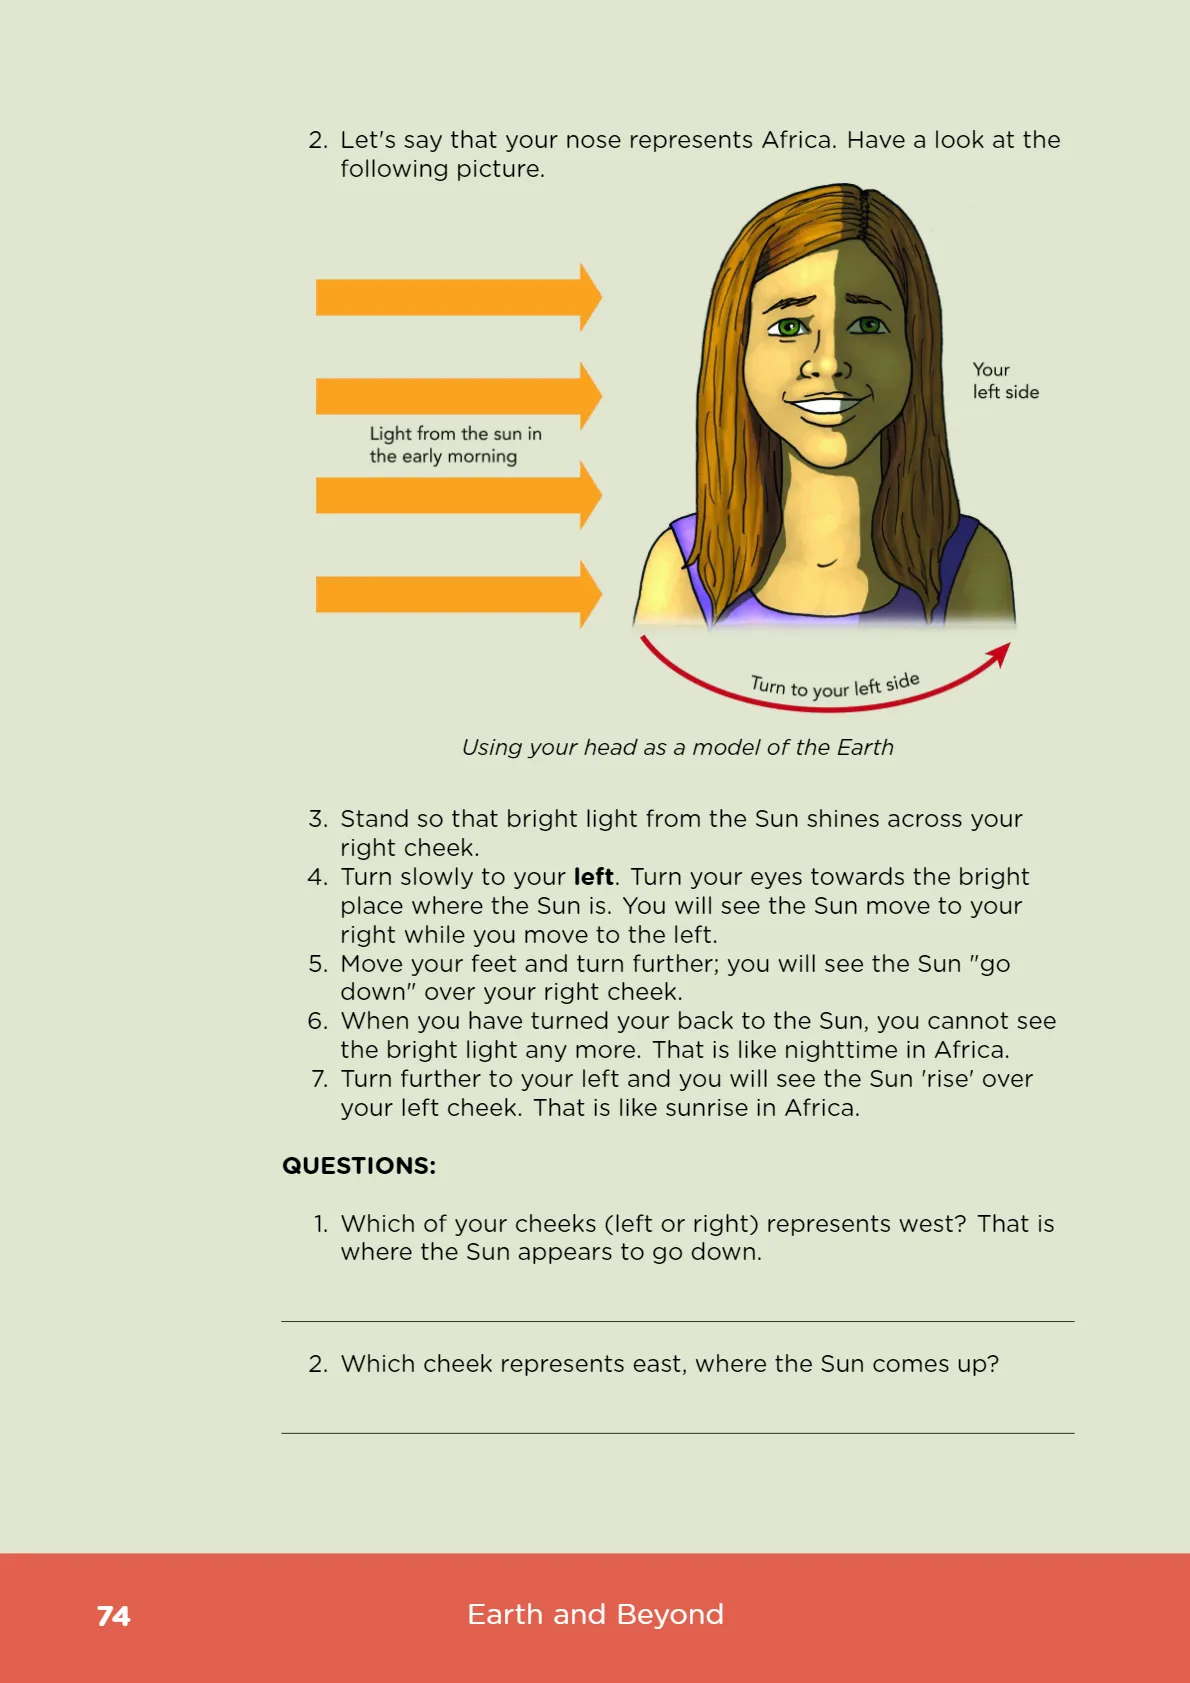 2. Let's say that your nose represents Africa. Have a look at the
following picture.
Light from the sun in
the early morning
Your
left side
Turn to your left side
Using your head as a model of the Earth
3. Stand so that bright light from the Sun shines across your
right cheek.
4. Turn slowly to your left. Turn your eyes towards the bright
place where the Sun is. You will see the Sun move to your
right while you move to the left.
5. Move your feet and turn further; you will see the Sun "go
down" over your right cheek.
6. When you have turned your back to the Sun, you cannot see
the bright light any more. That is like nighttime in Africa.
7. Turn further to your left and you will see the Sun 'rise' over
your left cheek. That is like sunrise in Africa.
QUESTIONS:
1. Which of your cheeks (left or right) represents west? That is
where the Sun appears to go down.
2. Which cheek represents east, where the Sun comes up?
74
Earth and Beyond